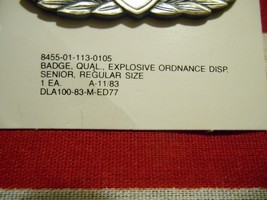 8455-01-113-0105
BADGE, QUAL., EXPLOSIVE ORDNANCE DISP.
SENIOR, REGULAR SIZE
1 EA. A-11/83
DLA100-83-M-ED77